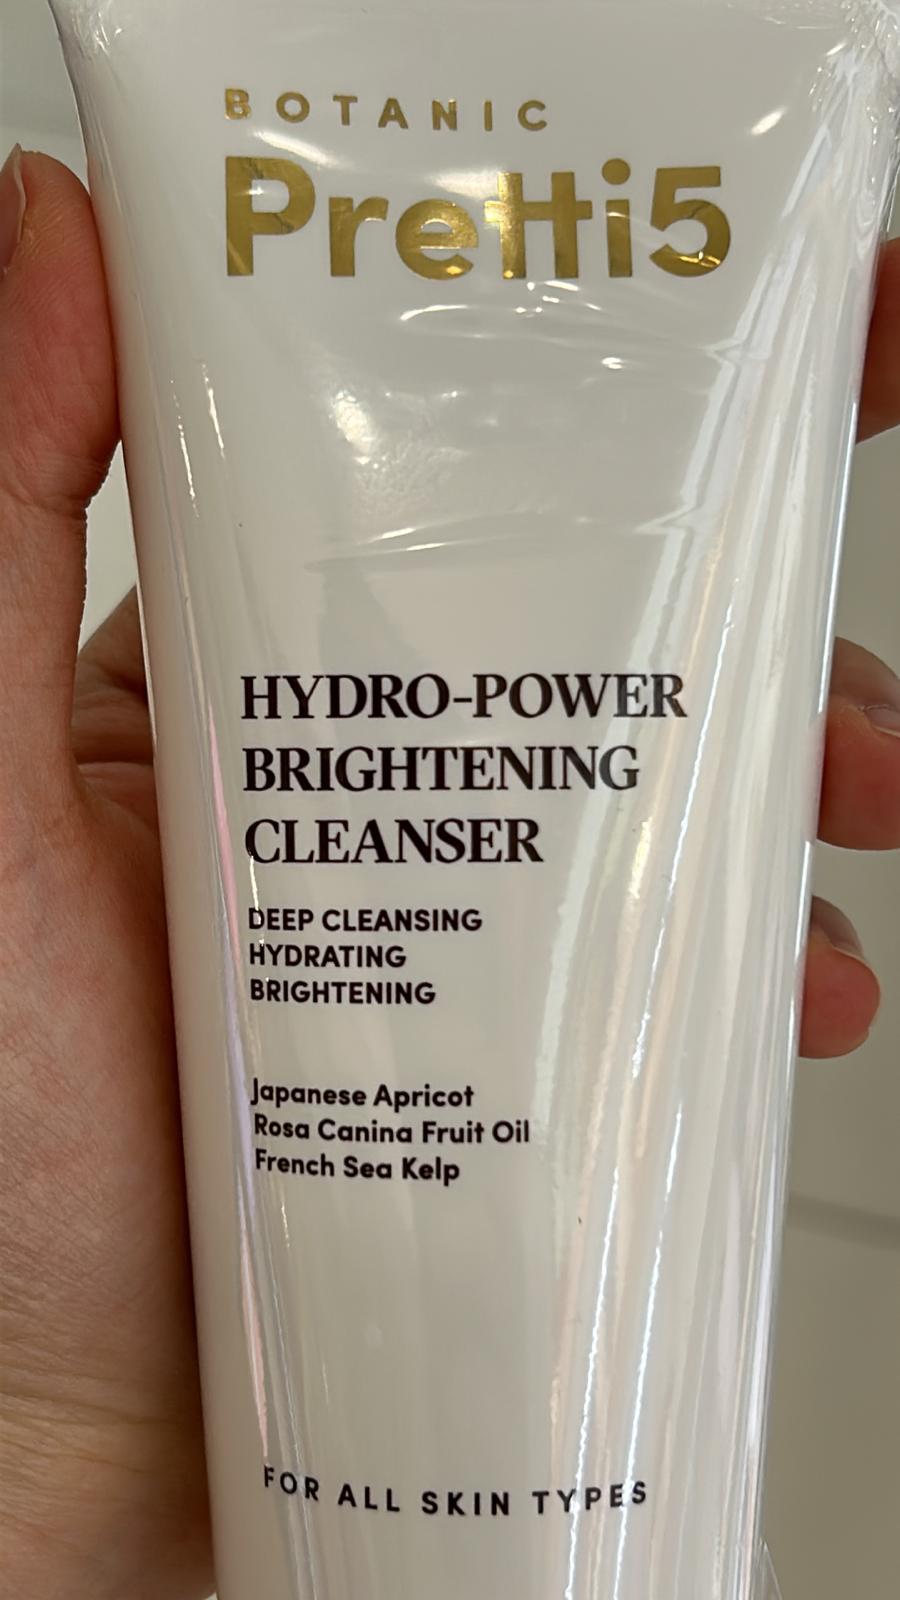 BOTANIC
Pretti5
HYDRO-POWER
BRIGHTENING
CLEANSER
DEEP CLEANSING
HYDRATING
BRIGHTENING
Japanese Apricot
Rosa Canina Fruit Oil
French Sea Kelp
FOR ALL SKIN TYPES